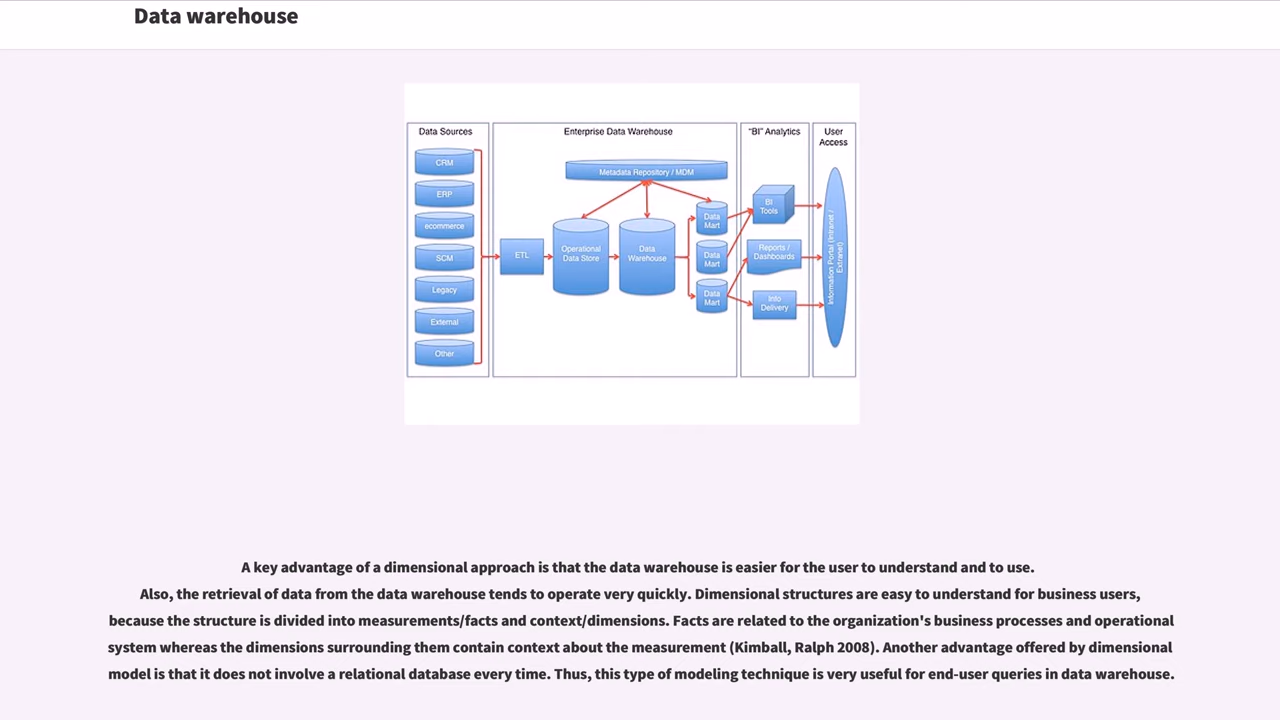 Data warehouse
Data Sources
CRM
ERP
ecommerce
SCM
Legacy
External
Other
Enterprise Data Warehouse
Metadata Repository / MDM
ETL
Operational
Data Store
Data
Warehouse
Data
Mart
Data
Mart
Data
Mart
"BI" Analytics
BI
Tools
Reports /
Dashboards
Info
Delivery
User
Access
Information Portal (Intranet /
Extranet)
A key advantage of a dimensional approach is that the data warehouse is easier for the user to understand and to use.
Also, the retrieval of data from the data warehouse tends to operate very quickly. Dimensional structures are easy to understand for business users,
because the structure is divided into measurements/facts and context/dimensions. Facts are related to the organization's business processes and operational
system whereas the dimensions surrounding them contain context about the measurement (Kimball, Ralph 2008). Another advantage offered by dimensional
model is that it does not involve a relational database every time. Thus, this type of modeling technique is very useful for end-user queries in data warehouse.